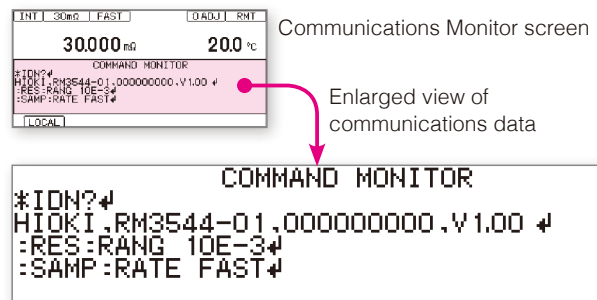 INT 30mΩ FAST 0ADJ RMT
Communications Monitor screen
30.000 mΩ 20.0 °C
COMMAND MONITOR
*IDN?↲
HIOKI,RM3544-01,000000000,V1.00 ↲
:RES:RANG 10E-3↲
:SAMP:RATE FAST↲
LOCAL
Enlarged view of
communications data
COMMAND MONITOR
*IDN?↲
HIOKI,RM3544-01,000000000,V1.00 ↲
:RES:RANG 10E-3↲
:SAMP:RATE FAST↲